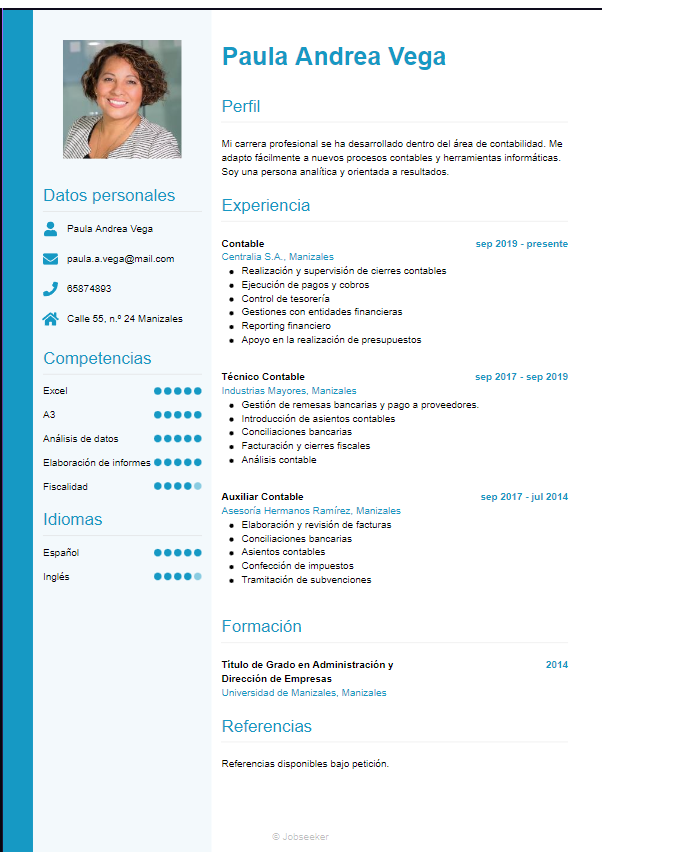 Paula Andrea Vega
Perfil
Mi carrera profesional se ha desarrollado dentro del área de contabilidad. Me
adapto fácilmente a nuevos procesos contables y herramientas informáticas.
Soy una persona analítica y orientada a resultados.
Experiencia
Contable sep 2019 - presente
Centralia S.A., Manizales
Realización y supervisión de cierres contables
Ejecución de pagos y cobros
Control de tesorería
Gestiones con entidades financieras
Reporting financiero
Apoyo en la realización de presupuestos
Técnico Contable sep 2017 - sep 2019
Industrias Mayores, Manizales
Gestión de remesas bancarias y pago a proveedores.
Introducción de asientos contables
Conciliaciones bancarias
Facturación y cierres fiscales
Análisis contable
Auxiliar Contable sep 2017 - jul 2014
Asesoría Hermanos Ramírez, Manizales
Elaboración y revisión de facturas
Conciliaciones bancarias
Asientos contables
Confección de impuestos
Tramitación de subvenciones
Formación
Título de Grado en Administración y 2014
Dirección de Empresas
Universidad de Manizales, Manizales
Referencias
Referencias disponibles bajo petición.
Datos personales
Paula Andrea Vega
paula.a.vega@mail.com
65874893
Calle 55, n.º 24 Manizales
Competencias
Excel
A3
Análisis de datos
Elaboración de informes
Fiscalidad
Idiomas
Español
Inglés
© Jobseeker